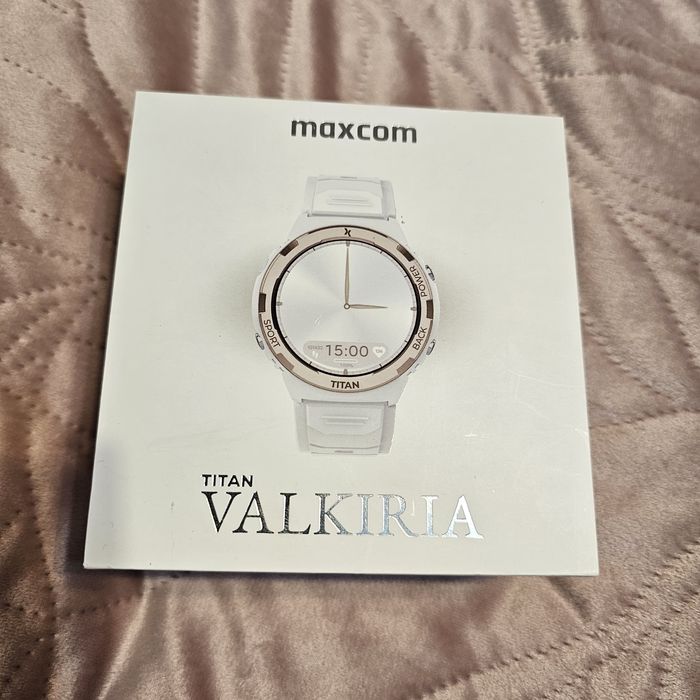 maxcom
POWER
SPORT
BACK
15:00
TITAN
TITAN
VALKIRIA